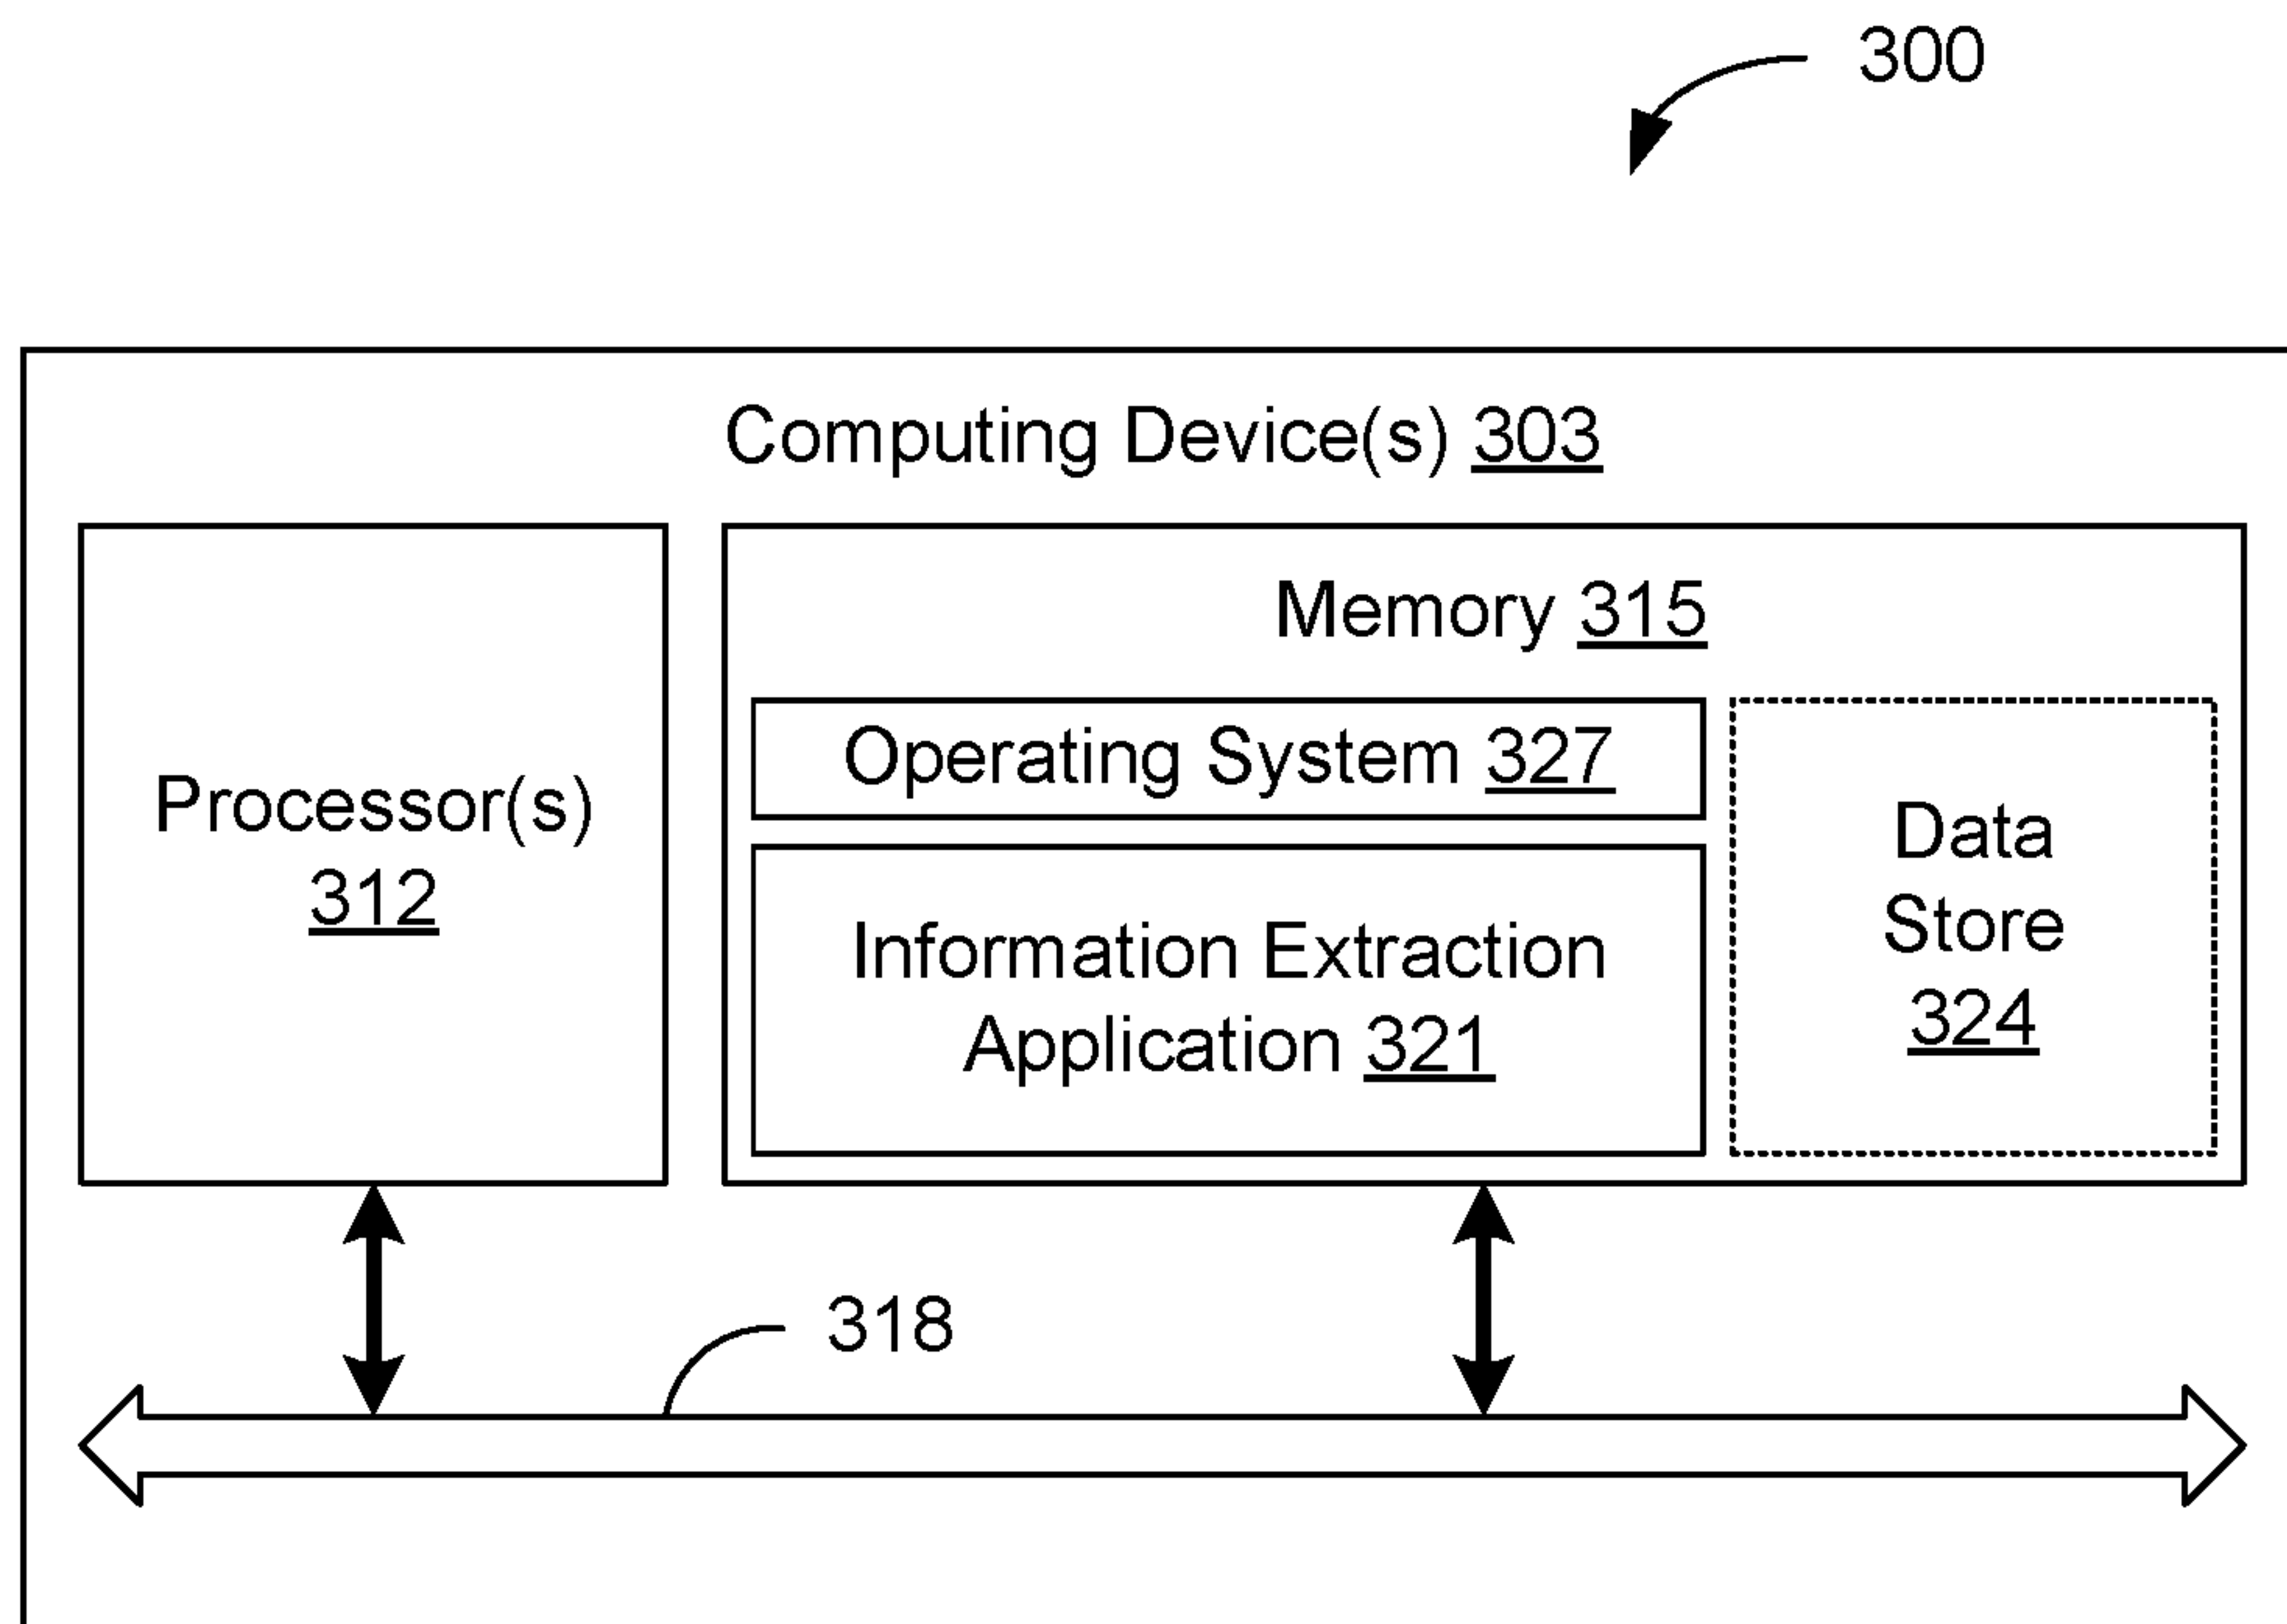 300
Computing Device(s) 303
Memory 315
Operating System 327
Processor(s)
312
Information Extraction
Application 321
Data
Store
324
318